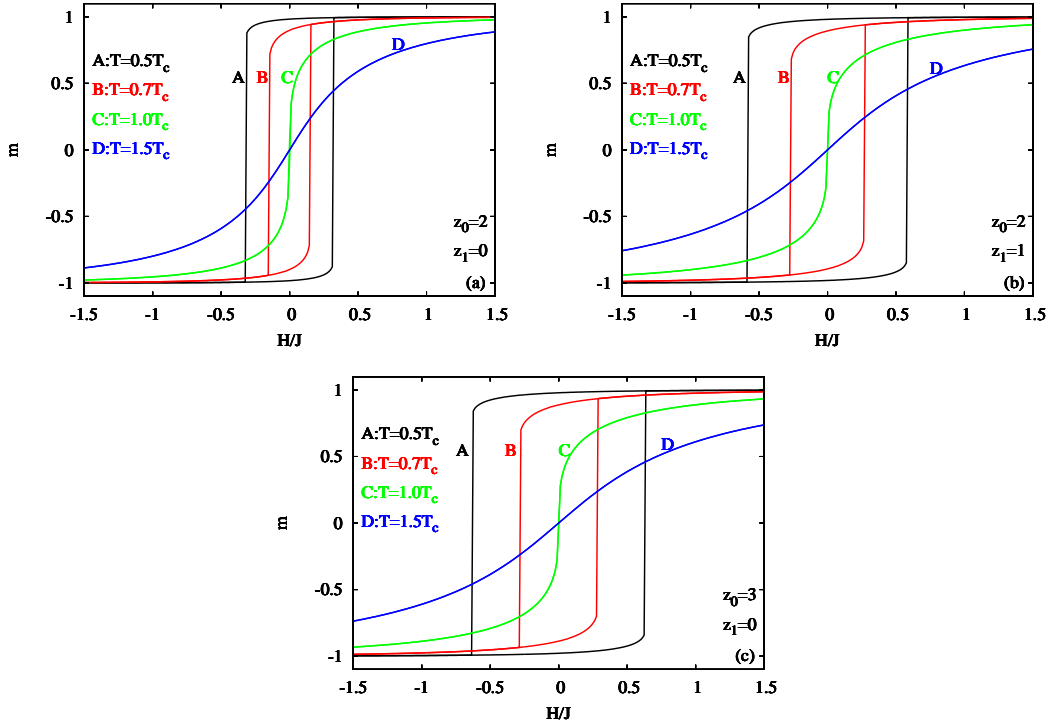 1
0.5
0
-0.5
-1
m
A:T=0.5Tc
B:T=0.7Tc
C:T=1.0Tc
D:T=1.5Tc
A
B
C
D
z0=2
z1=0
(a)
-1.5 -1 -0.5 0 0.5 1 1.5
H/J
1
0.5
0
-0.5
-1
m
A:T=0.5Tc
B:T=0.7Tc
C:T=1.0Tc
D:T=1.5Tc
A
B
C
D
z0=2
z1=1
(b)
-1.5 -1 -0.5 0 0.5 1 1.5
H/J
1
0.5
0
-0.5
-1
m
A:T=0.5Tc
B:T=0.7Tc
C:T=1.0Tc
D:T=1.5Tc
A
B
C
D
z0=3
z1=0
(c)
-1.5 -1 -0.5 0 0.5 1 1.5
H/J